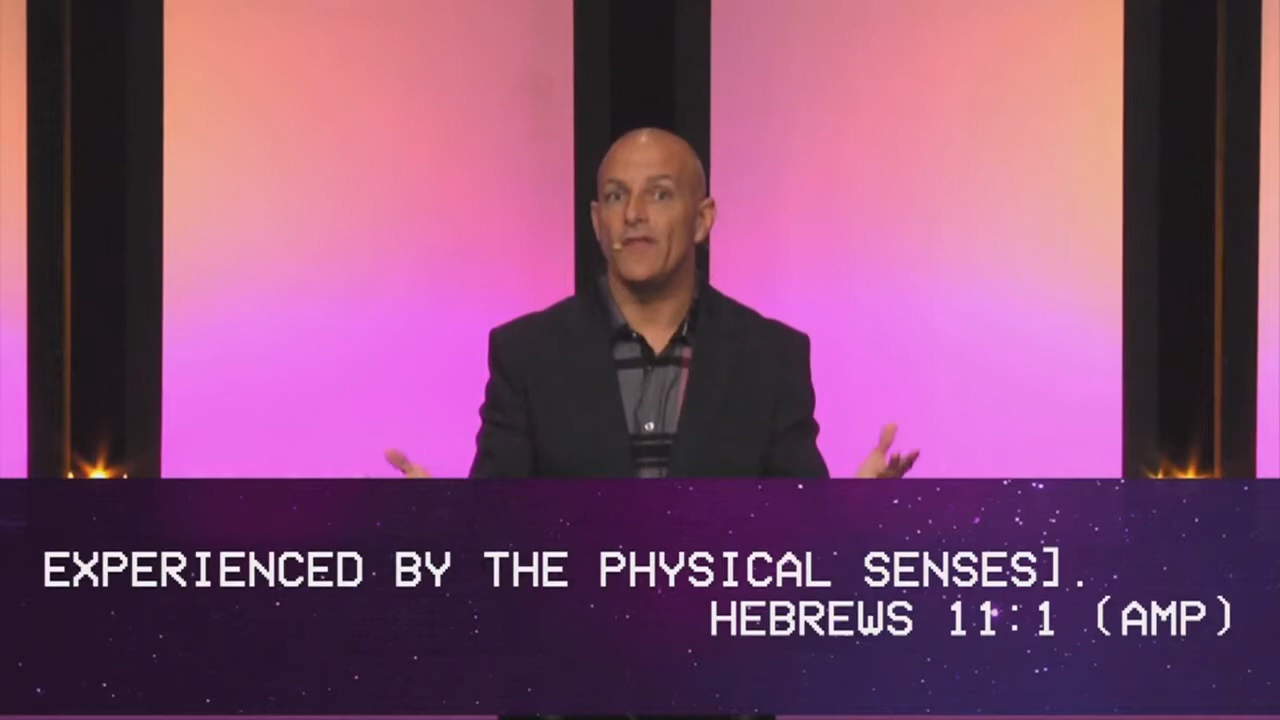 EXPERIENCED BY THE PHYSICAL SENSES].
HEBREWS 11:1 (AMP)